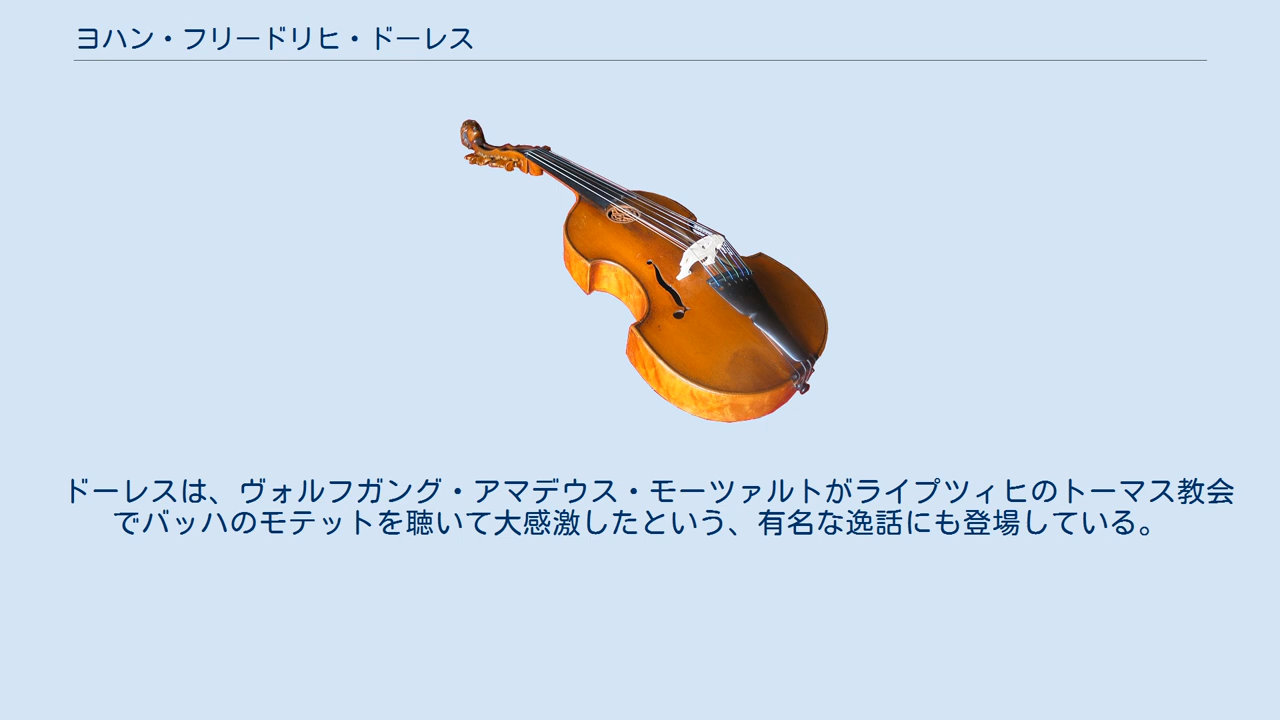 ヨハン・フリードリヒ・ドーレス
ドーレスは、ヴォルフガング・アマデウス・モーツァルトがライプツィヒのトーマス教会
でバッハのモテットを聴いて大感激したという、有名な逸話にも登場している。